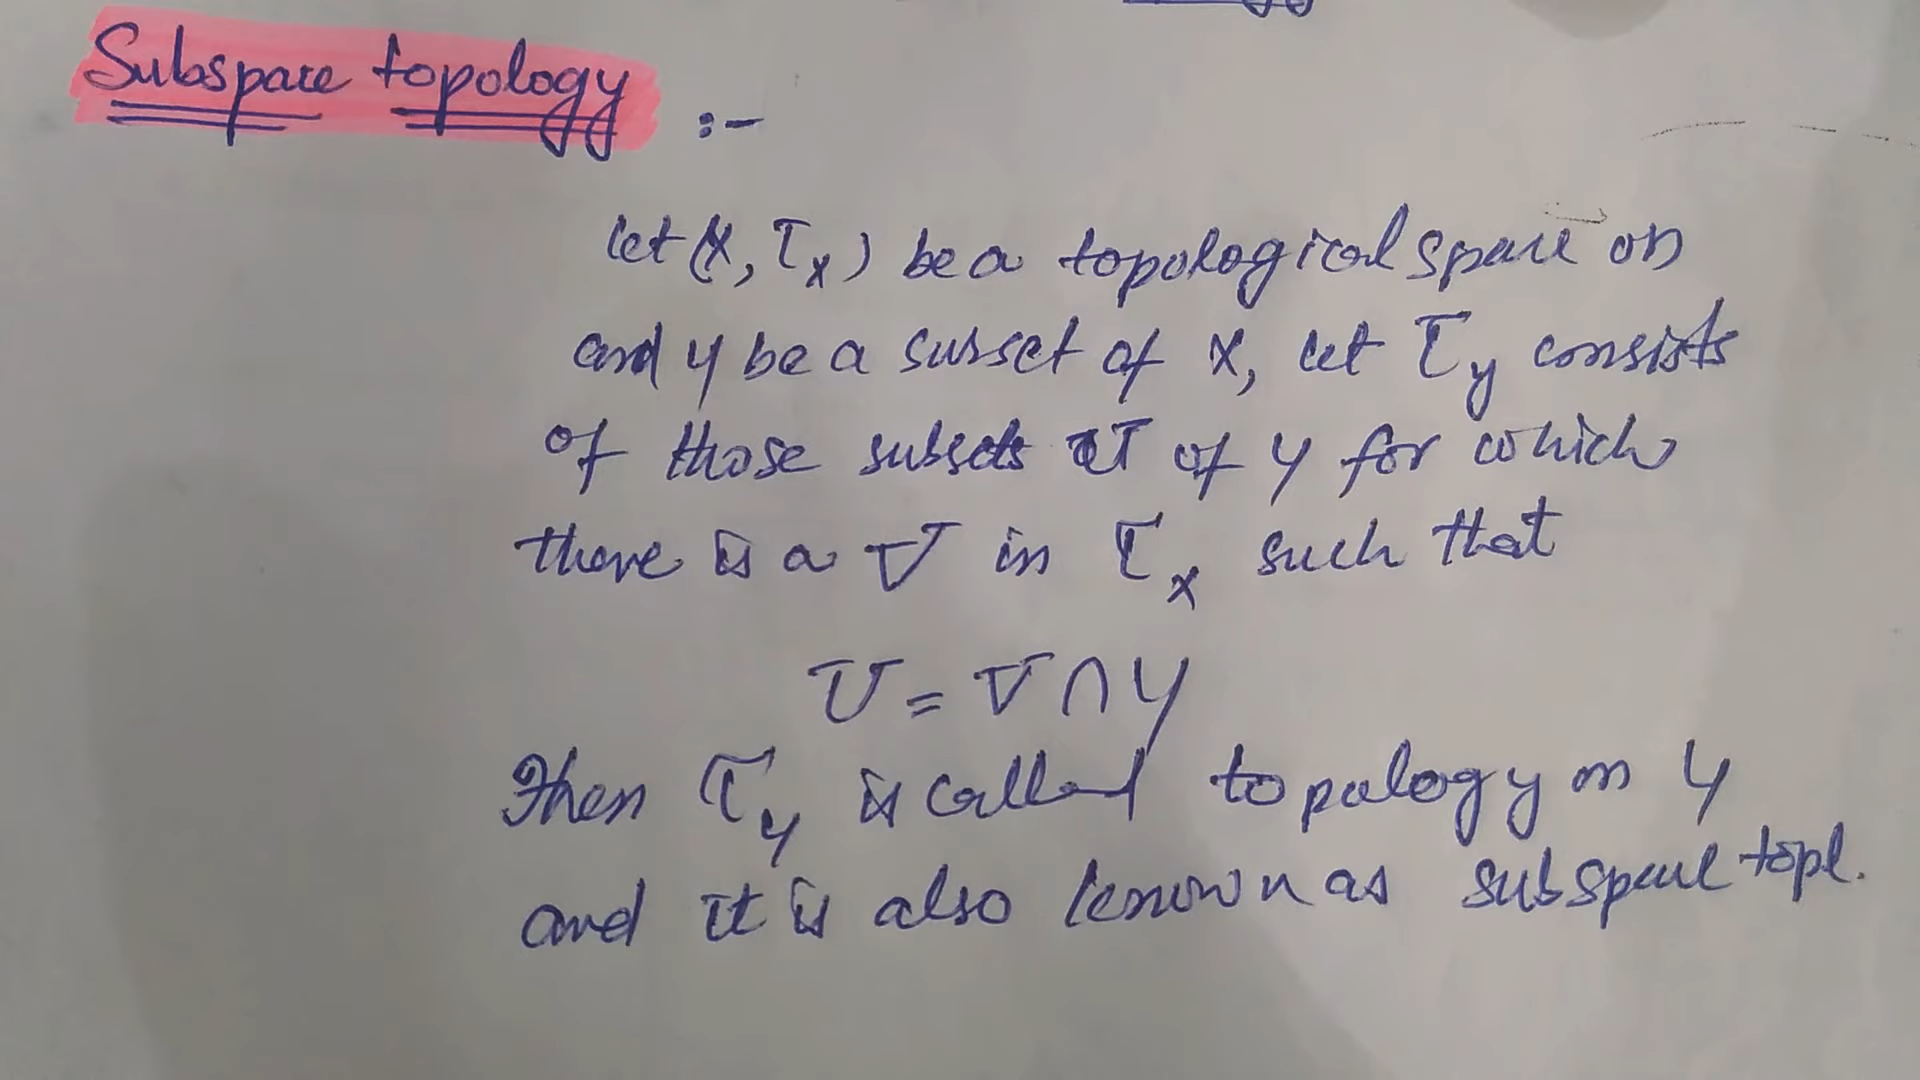 Subspace topology :-
let (X, τx) be a topological space on
and y be a subset of X, let τy consists
of those subsets U of y for which
there is a V in τx such that
U = V ∩ y
Then τy is called topology on y
and it is also known as subspace topl.